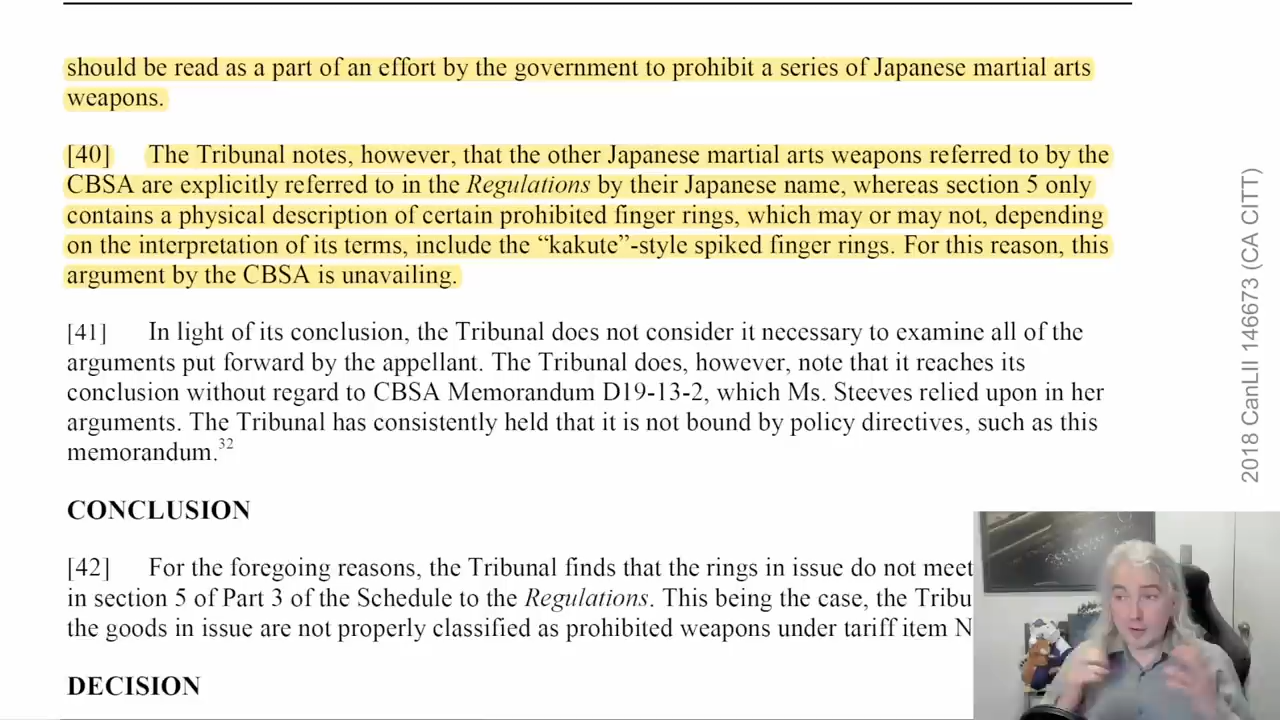 should be read as a part of an effort by the government to prohibit a series of Japanese martial arts
weapons.
[40] The Tribunal notes, however, that the other Japanese martial arts weapons referred to by the
CBSA are explicitly referred to in the Regulations by their Japanese name, whereas section 5 only
contains a physical description of certain prohibited finger rings, which may or may not, depending
on the interpretation of its terms, include the “kakute”-style spiked finger rings. For this reason, this
argument by the CBSA is unavailing.
[41] In light of its conclusion, the Tribunal does not consider it necessary to examine all of the
arguments put forward by the appellant. The Tribunal does, however, note that it reaches its
conclusion without regard to CBSA Memorandum D19-13-2, which Ms. Steeves relied upon in her
arguments. The Tribunal has consistently held that it is not bound by policy directives, such as this
memorandum.32
CONCLUSION
[42] For the foregoing reasons, the Tribunal finds that the rings in issue do not meet
in section 5 of Part 3 of the Schedule to the Regulations. This being the case, the Tribu
the goods in issue are not properly classified as prohibited weapons under tariff item N
DECISION
2018 CanLII 146673 (CA CITT)